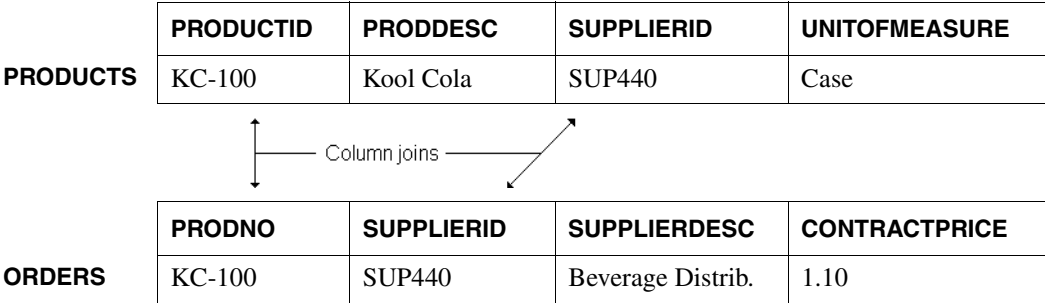 PRODUCTID PRODDESC SUPPLIERID UNITOFMEASURE
PRODUCTS KC-100 Kool Cola SUP440 Case
Column joins
PRODNO SUPPLIERID SUPPLIERDESC CONTRACTPRICE
ORDERS KC-100 SUP440 Beverage Distrib. 1.10